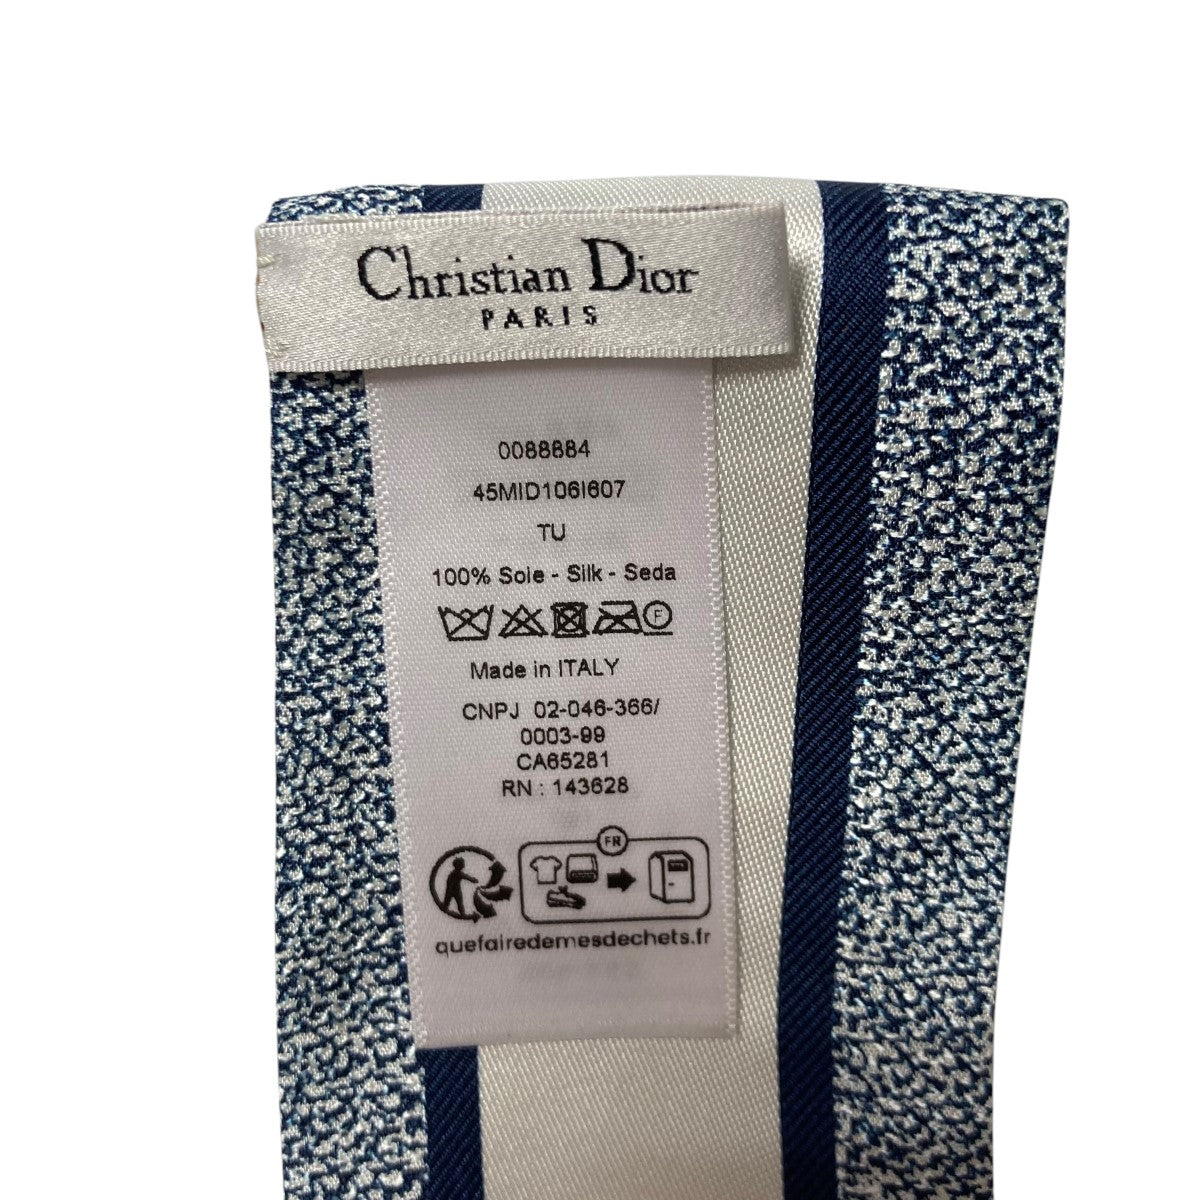 Christian Dior
PARIS
0088884
45MID106I607
TU
100% Soie - Silk - Seda
F
Made in ITALY
CNPJ 02-046-366/
0003-99
CA65281
RN : 143628
FR
quefairedemesdechets.fr